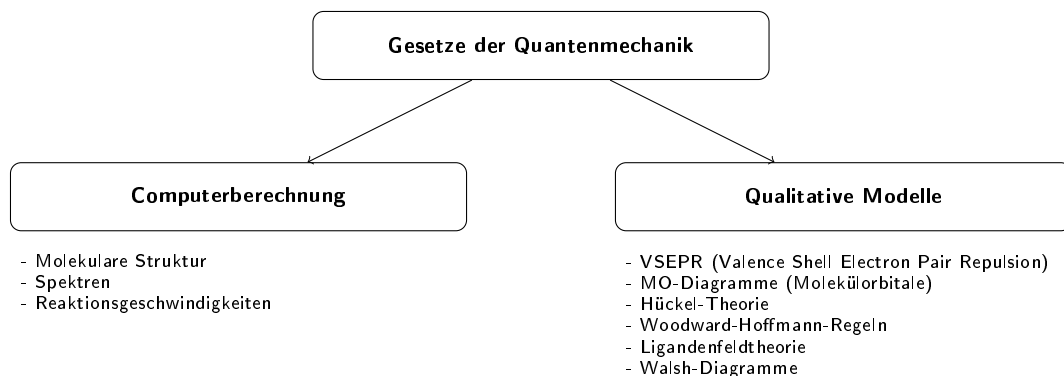 Gesetze der Quantenmechanik
Computerberechnung
- Molekulare Struktur
- Spektren
- Reaktionsgeschwindigkeiten
Qualitative Modelle
- VSEPR (Valence Shell Electron Pair Repulsion)
- MO-Diagramme (Molekülorbitale)
- Hückel-Theorie
- Woodward-Hoffmann-Regeln
- Ligandenfeldtheorie
- Walsh-Diagramme